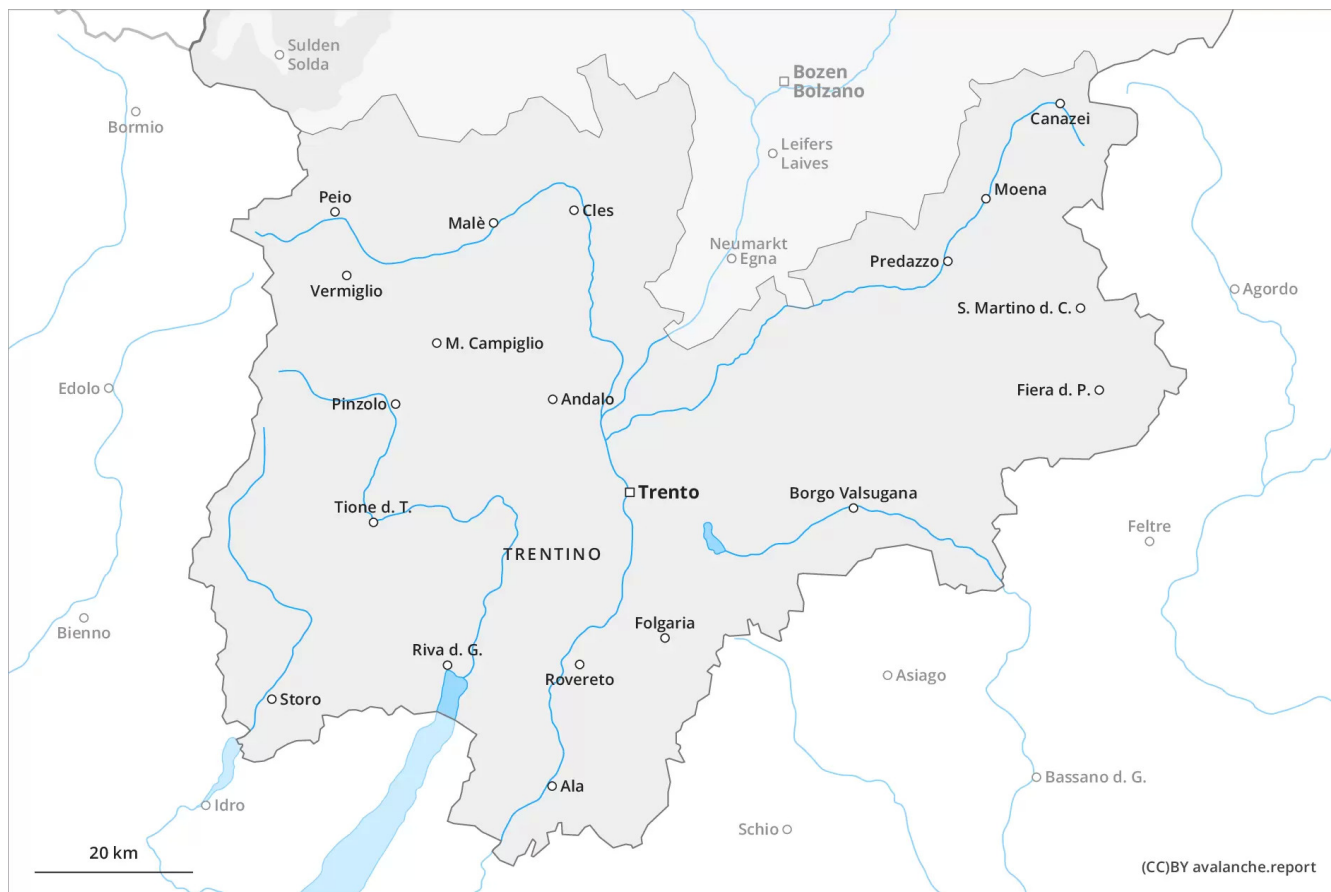 Sulden
Solda
Bozen
Bolzano
Bormio
Canazei
Leifers
Laives
Peio
Moena
Malè
Cles
Neumarkt
Egna
Predazzo
Vermiglio
Agordo
S. Martino d. C.
M. Campiglio
Edolo
Fiera d. P.
Pinzolo
Andalo
Trento
Borgo Valsugana
Tione d. T.
Feltre
TRENTINO
Bienno
Folgaria
Riva d. G.
Asiago
Rovereto
Storo
Bassano d. G.
Ala
Idro
Schio
20 km
(CC)BY avalanche.report